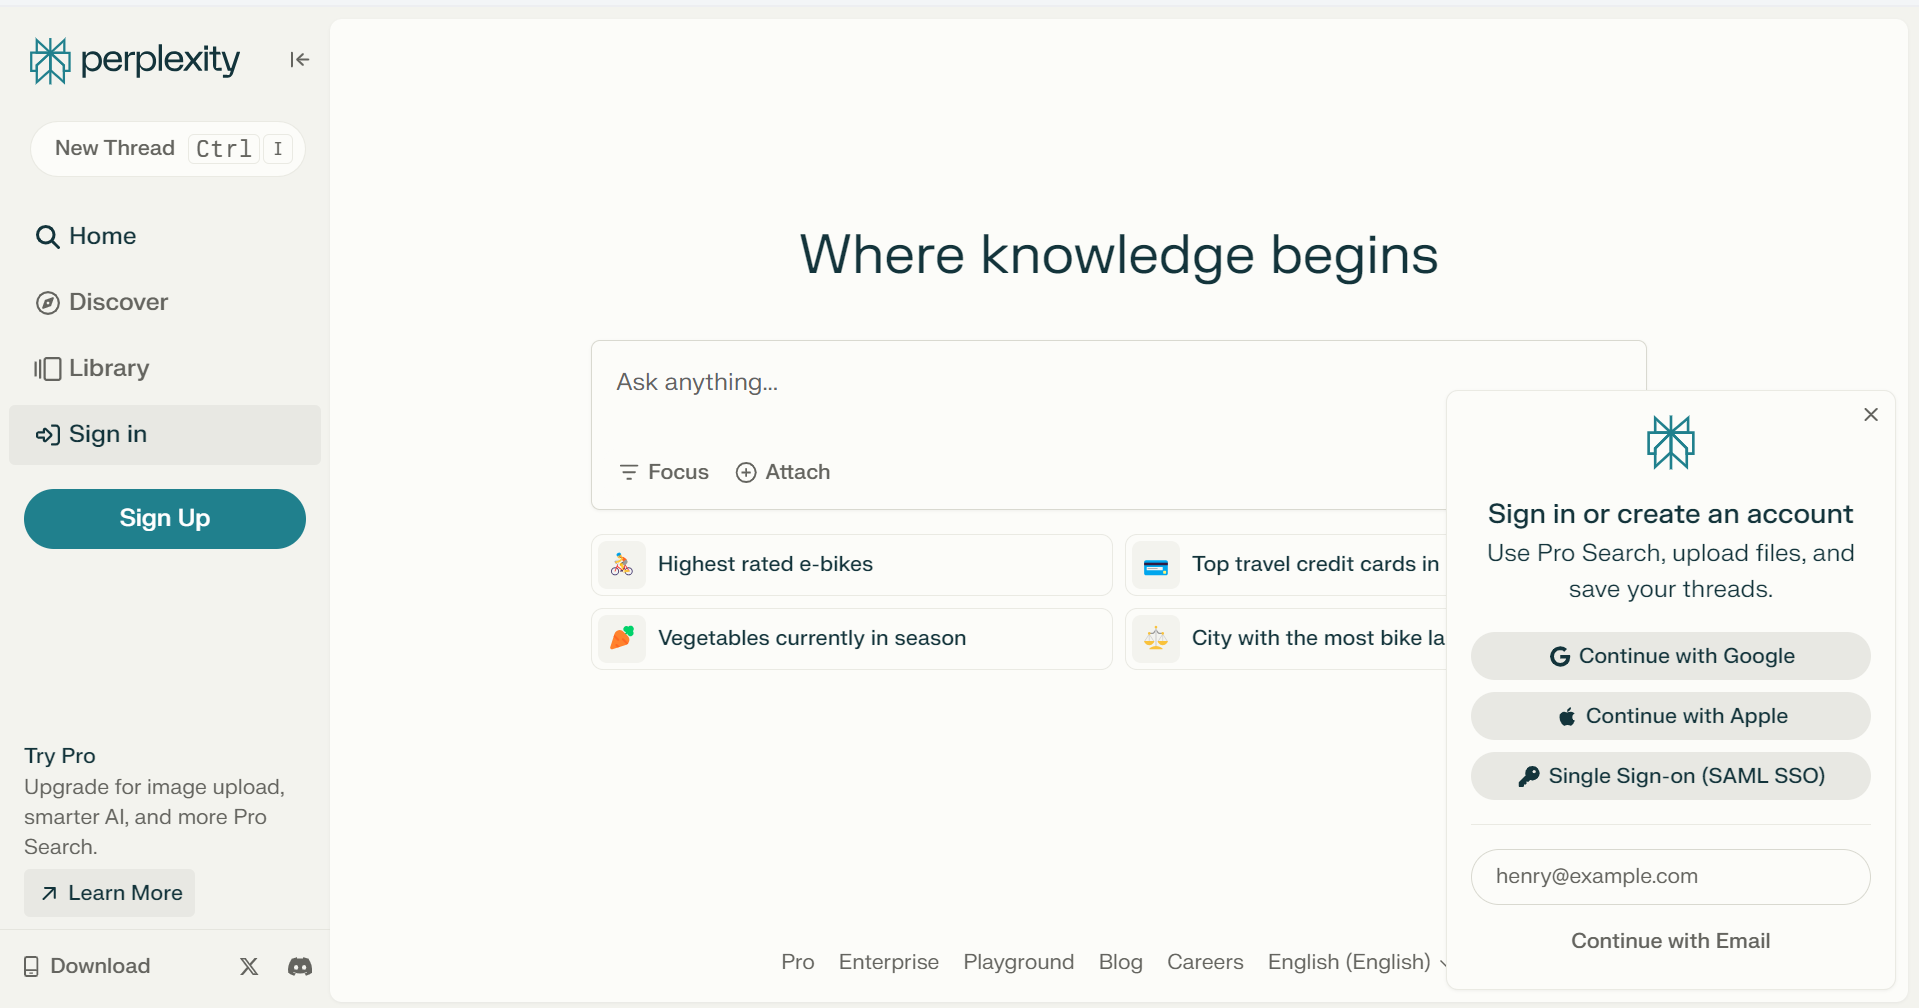 perplexity
New Thread Ctrl I
Home
Discover
Library
Sign in
Sign Up
Try Pro
Upgrade for image upload,
smarter AI, and more Pro
Search.
Learn More
Download
Where knowledge begins
Ask anything...
Focus Attach
Highest rated e-bikes
Top travel credit cards in
Vegetables currently in season
City with the most bike la
Pro Enterprise Playground Blog Careers English (English)
Sign in or create an account
Use Pro Search, upload files, and
save your threads.
Continue with Google
Continue with Apple
Single Sign-on (SAML SSO)
henry@example.com
Continue with Email